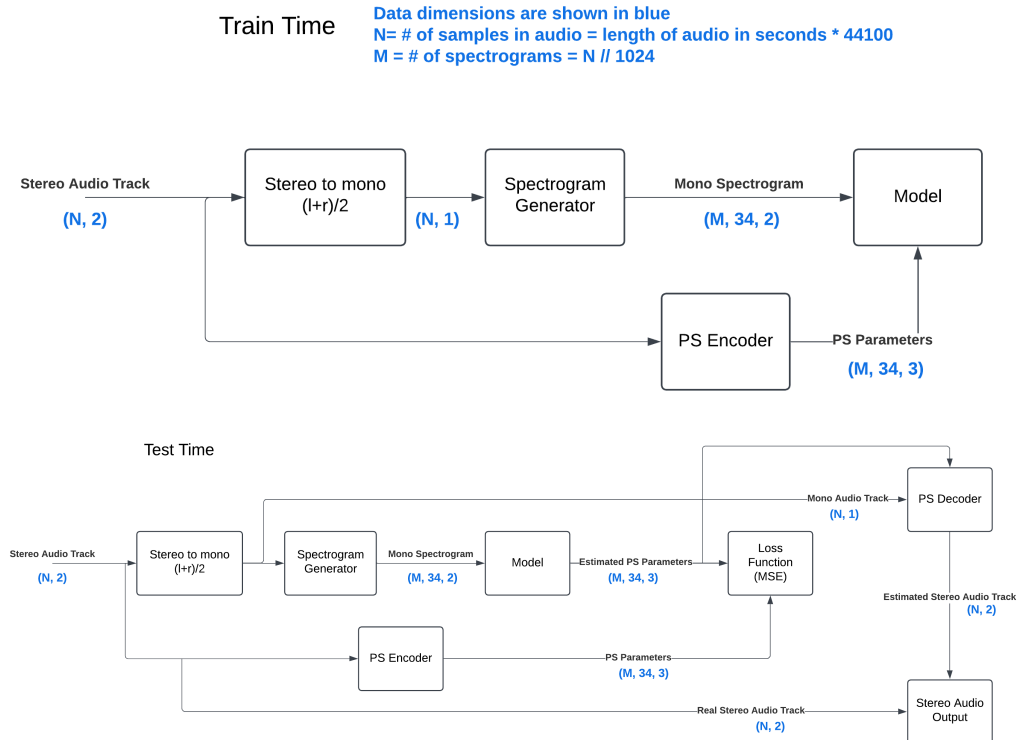 Train Time
Data dimensions are shown in blue
N= # of samples in audio = length of audio in seconds * 44100
M = # of spectrograms = N // 1024
Stereo Audio Track
(N, 2)
Stereo to mono
(l+r)/2
(N, 1)
Spectrogram
Generator
Mono Spectrogram
(M, 34, 2)
Model
PS Encoder
PS Parameters
(M, 34, 3)
Test Time
Stereo Audio Track
(N, 2)
Stereo to mono
(l+r)/2
Spectrogram
Generator
Mono Spectrogram
(M, 34, 2)
Model
Estimated PS Parameters
(M, 34, 3)
Loss
Function
(MSE)
Mono Audio Track
(N, 1)
PS Decoder
Estimated Stereo Audio Track
(N, 2)
PS Encoder
PS Parameters
(M, 34, 3)
Real Stereo Audio Track
(N, 2)
Stereo Audio
Output